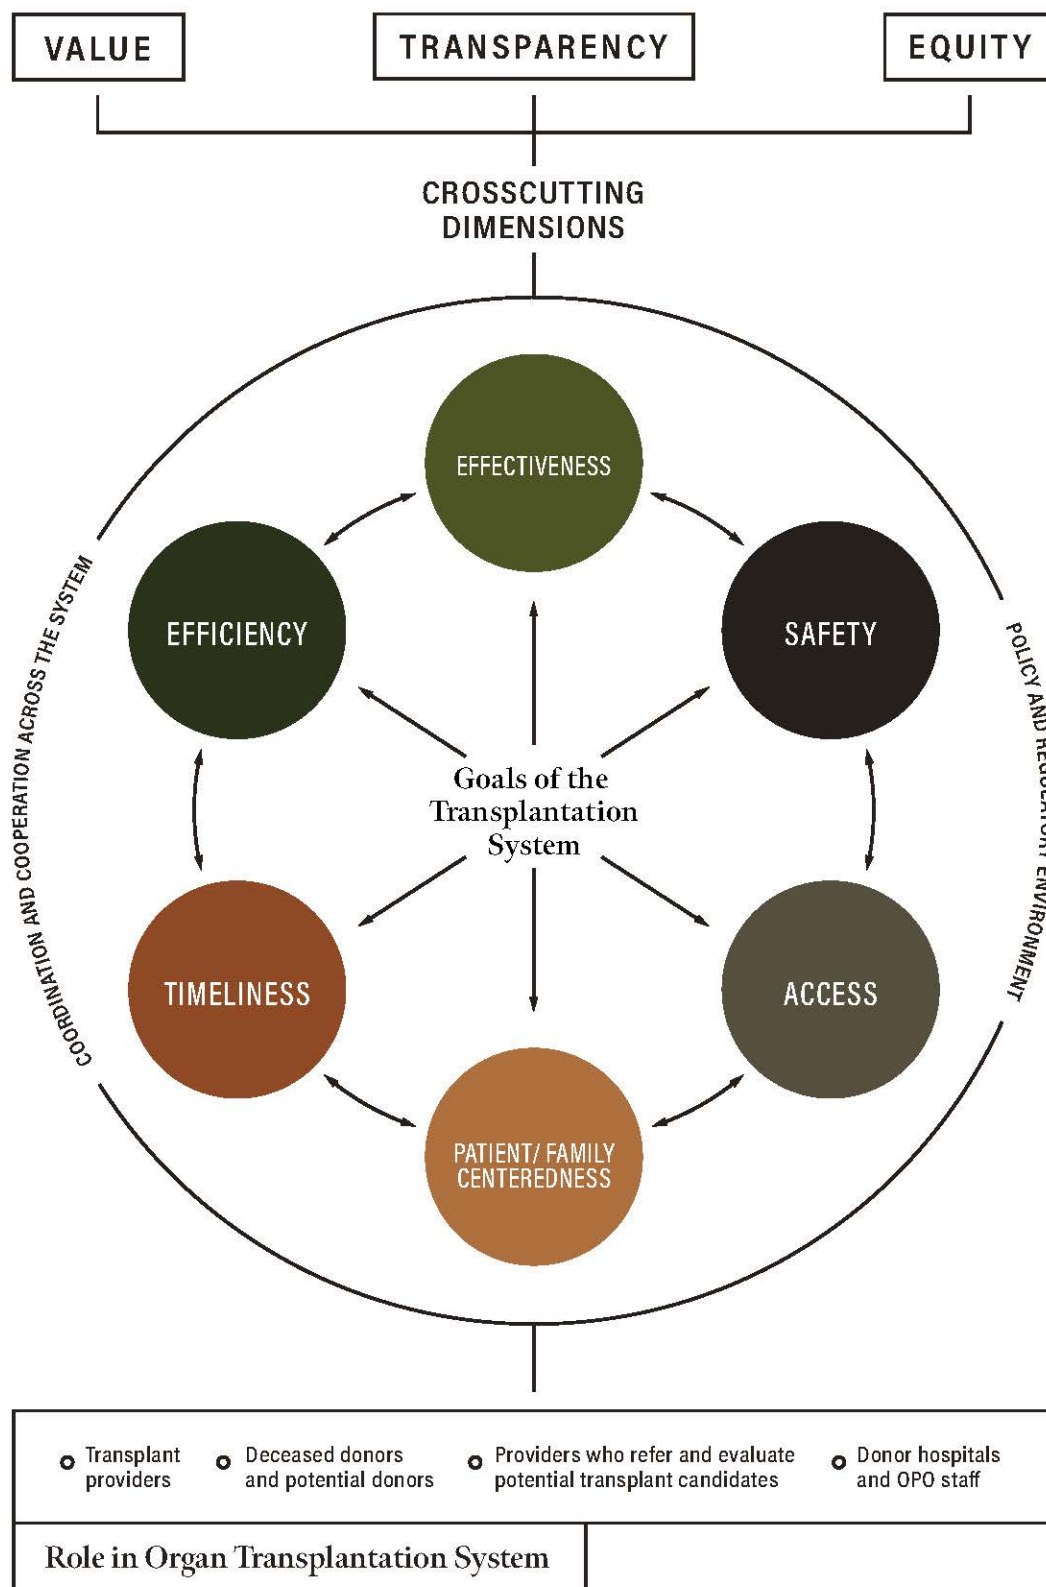 VALUE
TRANSPARENCY
EQUITY
CROSSCUTTING
DIMENSIONS
EFFECTIVENESS
EFFICIENCY
SAFETY
COORDINATION AND COOPERATION ACROSS THE SYSTEM
POLICY AND REGULATORY ENVIRONMENT
Goals of the
Transplantation
System
TIMELINESS
ACCESS
PATIENT/ FAMILY
CENTEREDNESS
Transplant
providers
Deceased donors
and potential donors
Providers who refer and evaluate
potential transplant candidates
Donor hospitals
and OPO staff
Role in Organ Transplantation System